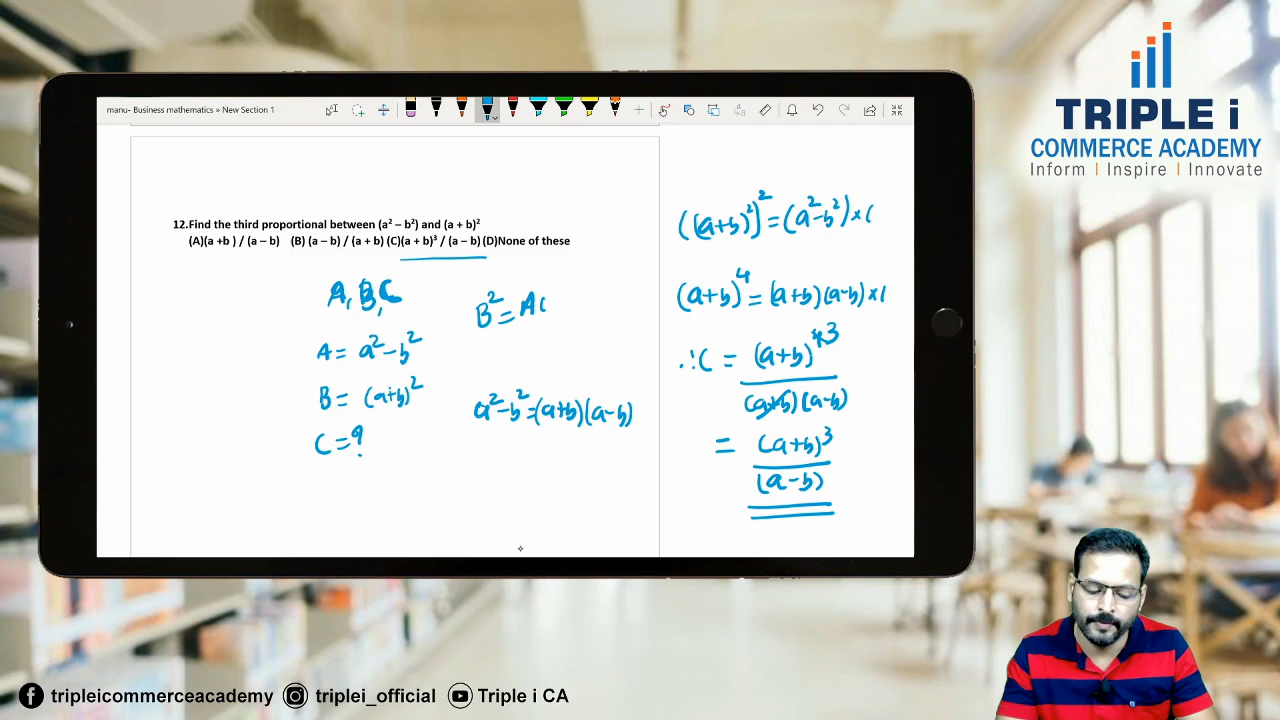 TRIPLE i
COMMERCE ACADEMY
Inform | Inspire | Innovate
manu- Business mathematics » New Section 1
12.Find the third proportional between (a² – b²) and (a + b)²
(A)(a +b ) / (a – b) (B) (a – b) / (a + b) (C)(a + b)³ / (a – b) (D)None of these
A, B, C
A = a² – b²
B = (a+b)²
C = ?
B² = AC
a² – b² = (a+b)(a–b)
((a+b)²)² = (a² – b²) × C
(a+b)⁴ = (a+b)(a–b) × C
∴ C = (a+b)⁴ 3
(a+b)(a–b)
= (a+b)³
(a–b)
tripleicommerceacademy triplei_official Triple i CA